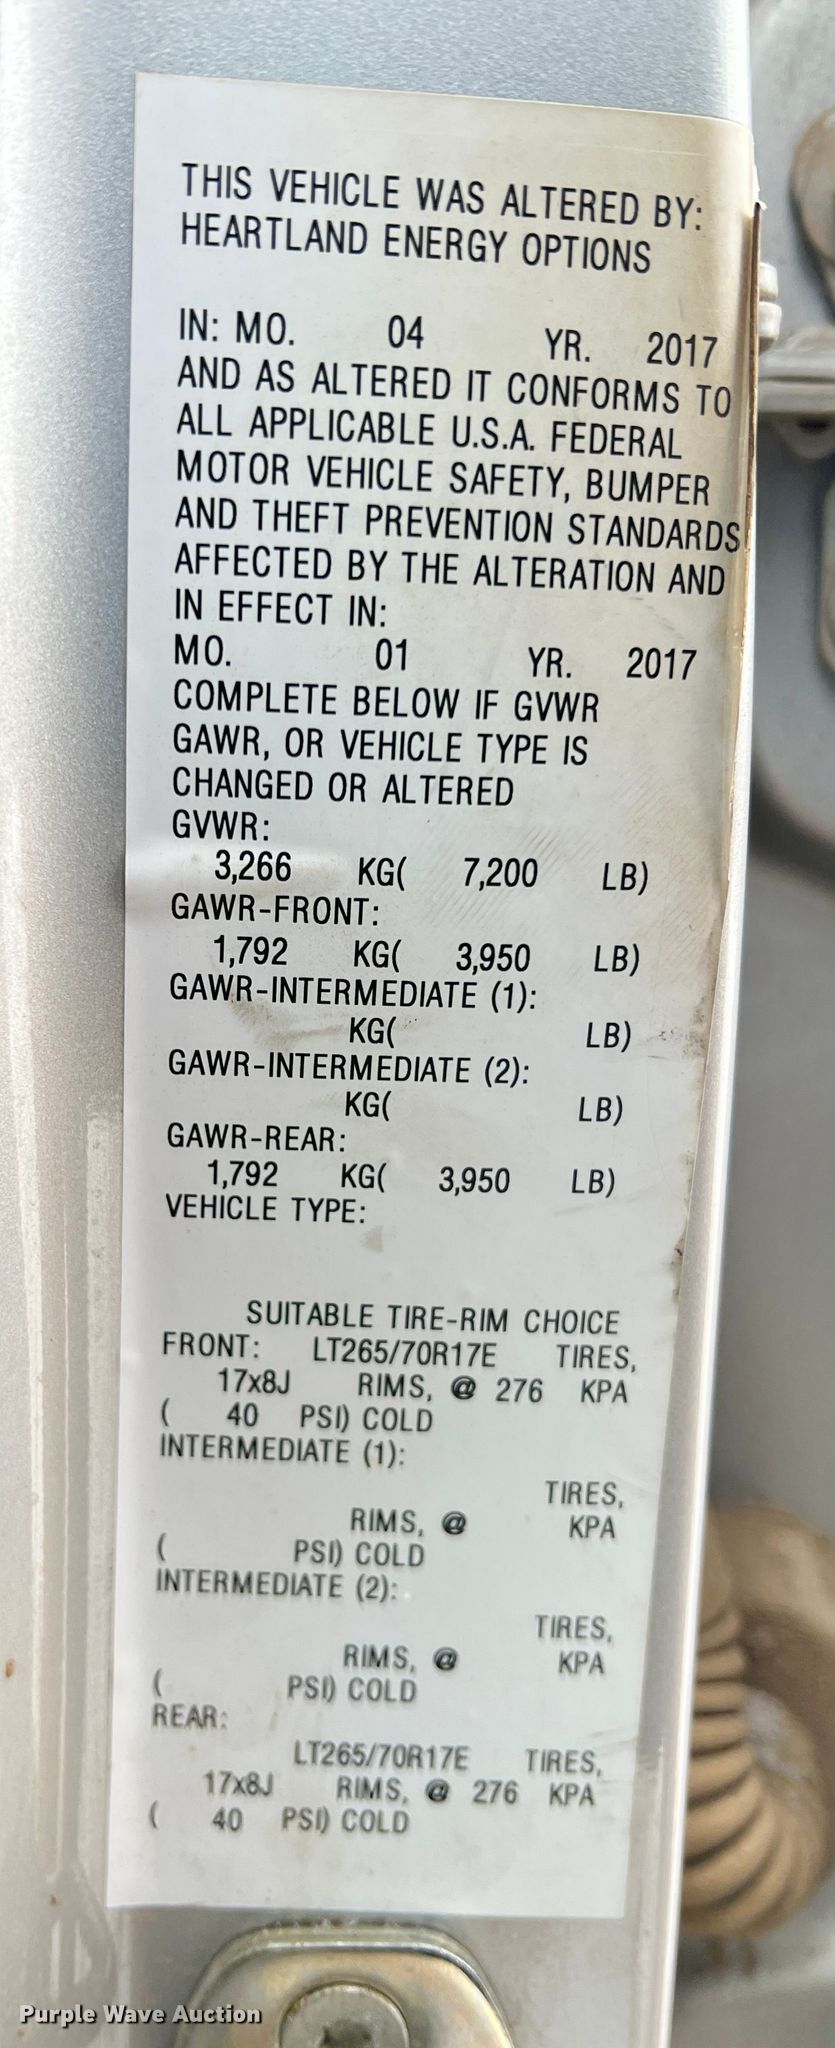 THIS VEHICLE WAS ALTERED BY:
HEARTLAND ENERGY OPTIONS
IN: MO. 04 YR. 2017
AND AS ALTERED IT CONFORMS TO
ALL APPLICABLE U.S.A. FEDERAL
MOTOR VEHICLE SAFETY, BUMPER
AND THEFT PREVENTION STANDARDS
AFFECTED BY THE ALTERATION AND
IN EFFECT IN:
MO. 01 YR. 2017
COMPLETE BELOW IF GVWR
GAWR, OR VEHICLE TYPE IS
CHANGED OR ALTERED
GVWR:
3,266 KG( 7,200 LB)
GAWR-FRONT:
1,792 KG( 3,950 LB)
GAWR-INTERMEDIATE (1):
KG( LB)
GAWR-INTERMEDIATE (2):
KG( LB)
GAWR-REAR:
1,792 KG( 3,950 LB)
VEHICLE TYPE:
SUITABLE TIRE-RIM CHOICE
FRONT: LT265/70R17E TIRES,
17x8J RIMS, @ 276 KPA
( 40 PSI) COLD
INTERMEDIATE (1):
TIRES,
RIMS, @ KPA
( PSI) COLD
INTERMEDIATE (2):
TIRES,
RIMS, @ KPA
( PSI) COLD
REAR:
LT265/70R17E TIRES,
17x8J RIMS, @ 276 KPA
( 40 PSI) COLD
Purple Wave Auction